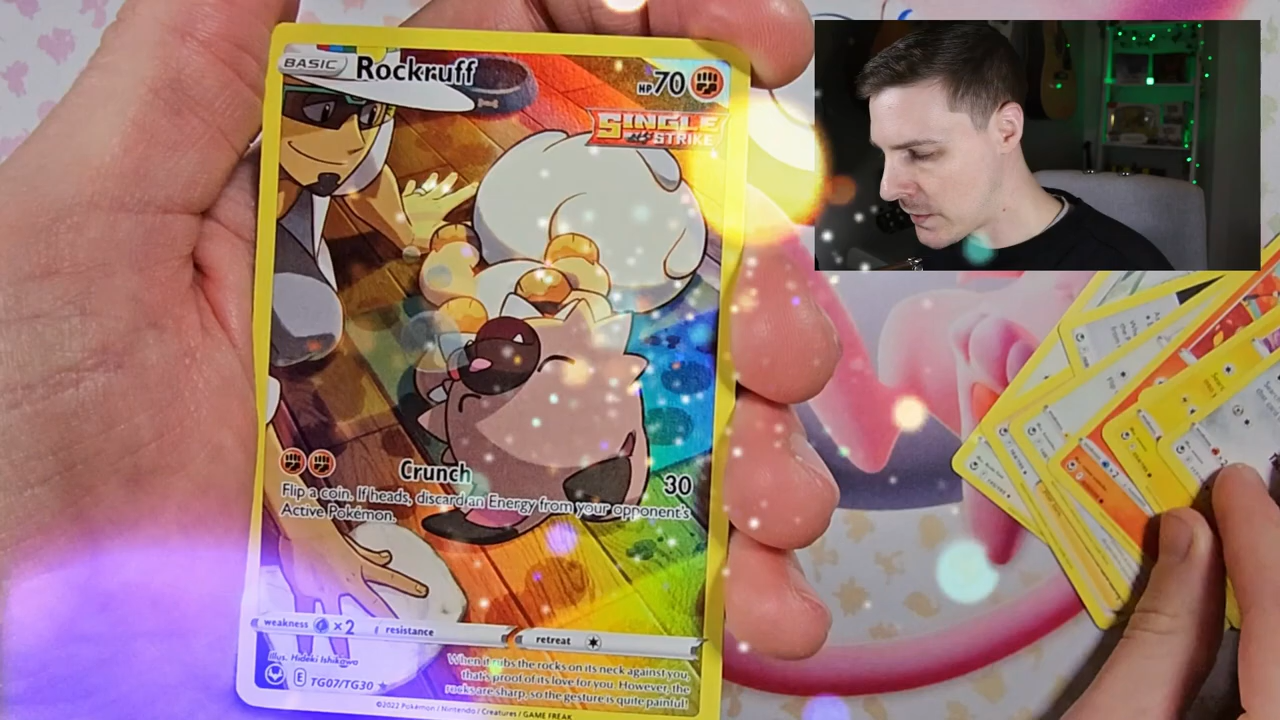 BASIC Rockruff HP 70
SINGLE
STRIKE
Crunch 30
Flip a coin. If heads, discard an Energy from your opponent's
Active Pokémon.
weakness ×2 resistance retreat
Illus. Hideki Ishikawa
E TG07/TG30
When it rubs the rocks on its neck against you,
that's proof of its love for you. However, the
rocks are sharp, so the gesture is quite painful!
©2022 Pokémon / Nintendo / Creatures / GAME FREAK